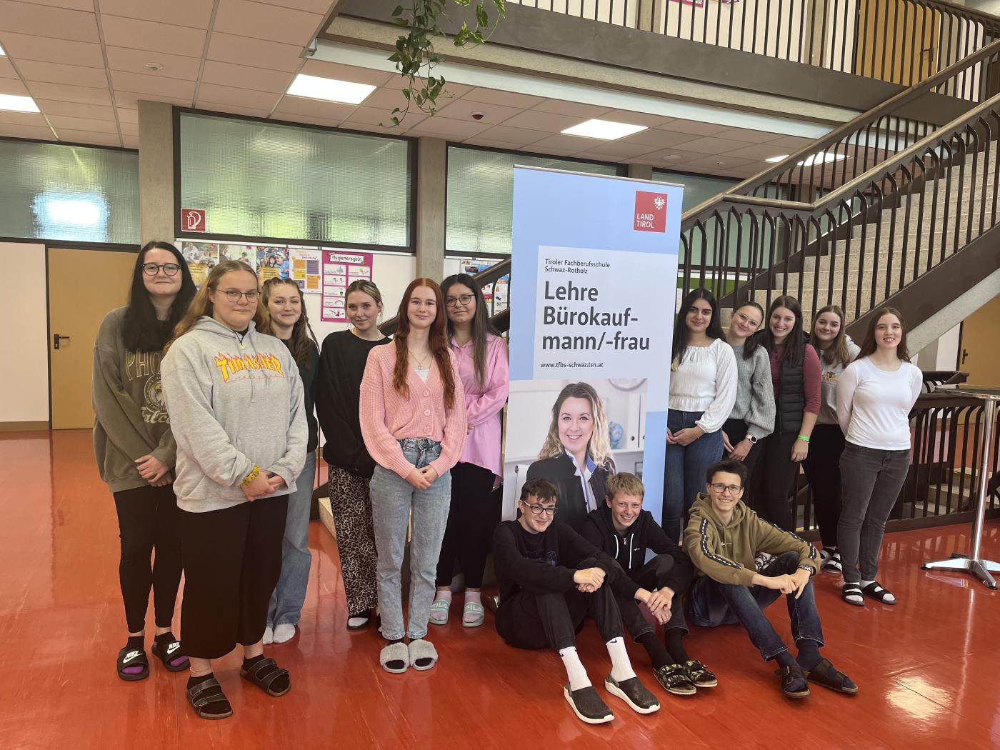 Hygieneregeln
LAND
TIROL
Tiroler Fachberufsschule
Schwaz-Rotholz
Lehre
Bürokauf-
mann/-frau
www.tfbs-schwaz.tsn.at
THRASHER
PHO
NIKE
NIKE
FILA